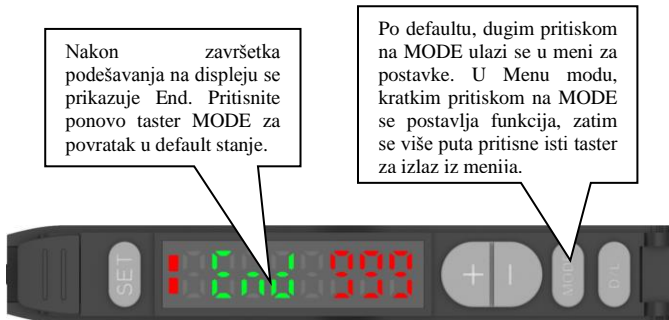 Nakon završetka
podešavanja na displeju se
prikazuje End. Pritisnite
ponovo taster MODE za
povratak u default stanje.
Po defaultu, dugim pritiskom
na MODE ulazi se u meni za
postavke. U Menu modu,
kratkim pritiskom na MODE
se postavlja funkcija, zatim
se više puta pritisne isti taster
za izlaz iz meniia.
SET
End 999
+ −
MODE
D/L